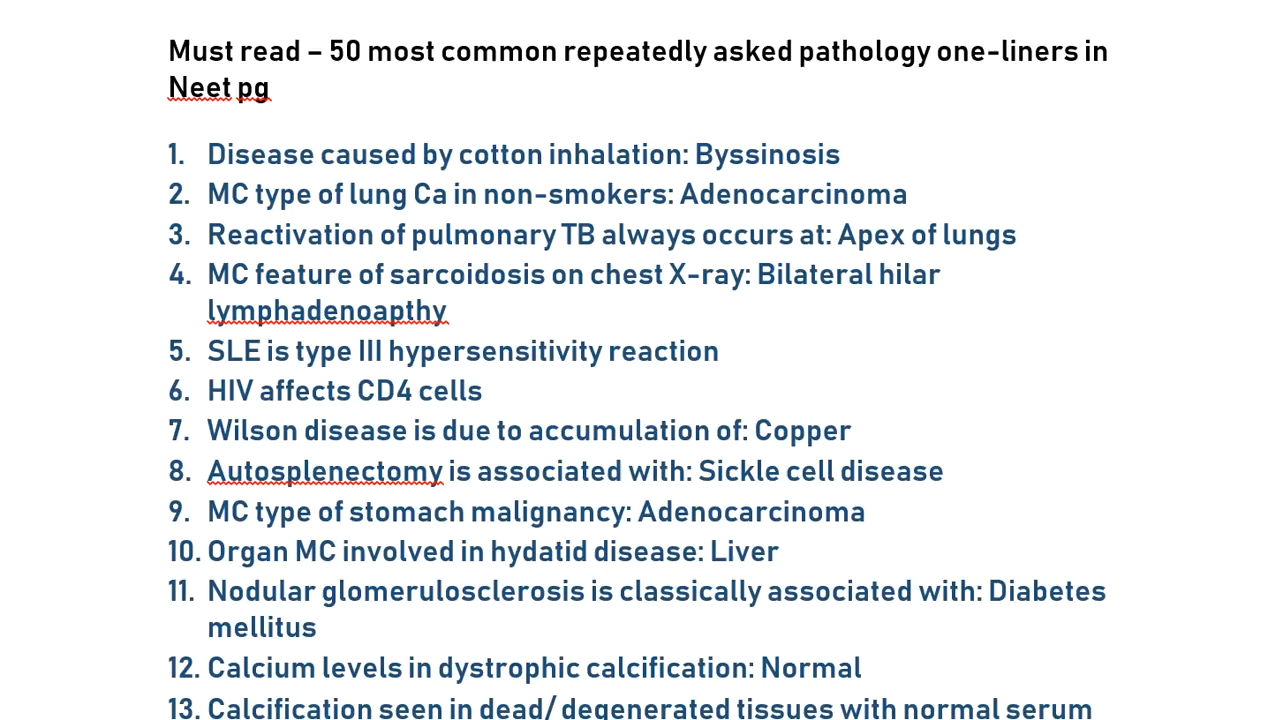 Must read – 50 most common repeatedly asked pathology one-liners in
Neet pg
1. Disease caused by cotton inhalation: Byssinosis
2. MC type of lung Ca in non-smokers: Adenocarcinoma
3. Reactivation of pulmonary TB always occurs at: Apex of lungs
4. MC feature of sarcoidosis on chest X-ray: Bilateral hilar
lymphadenoapthy
5. SLE is type III hypersensitivity reaction
6. HIV affects CD4 cells
7. Wilson disease is due to accumulation of: Copper
8. Autosplenectomy is associated with: Sickle cell disease
9. MC type of stomach malignancy: Adenocarcinoma
10. Organ MC involved in hydatid disease: Liver
11. Nodular glomerulosclerosis is classically associated with: Diabetes
mellitus
12. Calcium levels in dystrophic calcification: Normal
13. Calcification seen in dead/ degenerated tissues with normal serum